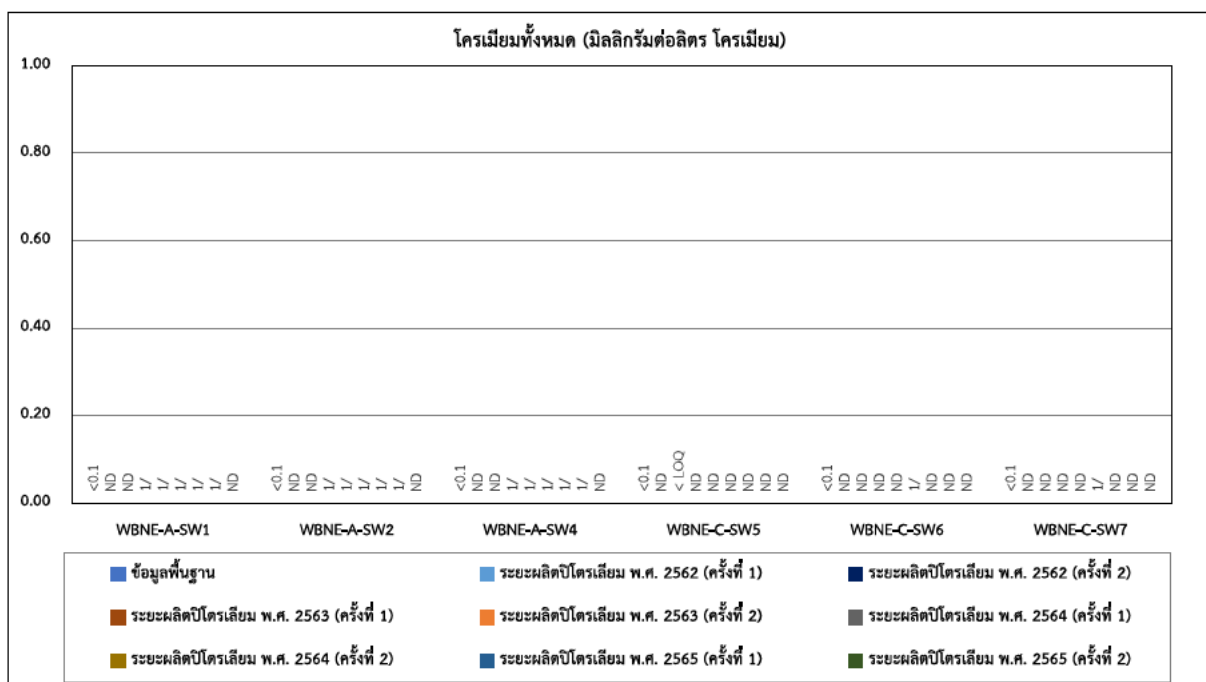 โครเมียมทั้งหมด (มิลลิกรัมต่อลิตร โครเมียม)
1.00
0.80
0.60
0.40
0.20
0.00
<0.1 ND ND 1/ 1/ 1/ 1/ 1/ ND
<0.1 ND ND 1/ 1/ 1/ 1/ 1/ ND
<0.1 ND ND 1/ 1/ 1/ 1/ 1/ ND
<0.1 ND < LOQ ND ND ND ND ND ND
<0.1 ND ND ND ND 1/ ND ND ND
<0.1 ND ND ND ND 1/ ND ND ND
WBNE-A-SW1 WBNE-A-SW2 WBNE-A-SW4 WBNE-C-SW5 WBNE-C-SW6 WBNE-C-SW7
ข้อมูลพื้นฐาน ระยะผลิตปิโตรเลียม พ.ศ. 2562 (ครั้งที่ 1) ระยะผลิตปิโตรเลียม พ.ศ. 2562 (ครั้งที่ 2)
ระยะผลิตปิโตรเลียม พ.ศ. 2563 (ครั้งที่ 1) ระยะผลิตปิโตรเลียม พ.ศ. 2563 (ครั้งที่ 2) ระยะผลิตปิโตรเลียม พ.ศ. 2564 (ครั้งที่ 1)
ระยะผลิตปิโตรเลียม พ.ศ. 2564 (ครั้งที่ 2) ระยะผลิตปิโตรเลียม พ.ศ. 2565 (ครั้งที่ 1) ระยะผลิตปิโตรเลียม พ.ศ. 2565 (ครั้งที่ 2)